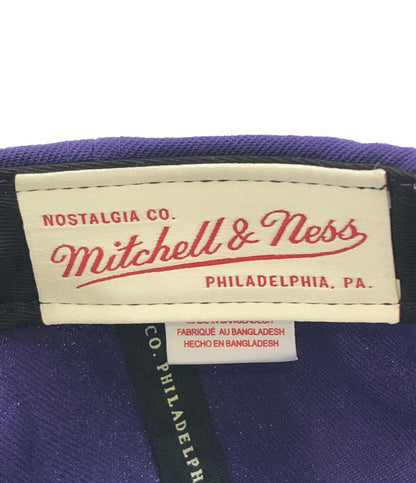 NOSTALGIA CO.
Mitchell & Ness
PHILADELPHIA, PA.
MADE IN BANGLADESH
FABRIQUÉ AU BANGLADESH
HECHO EN BANGLADESH
CO. PHILADELPH